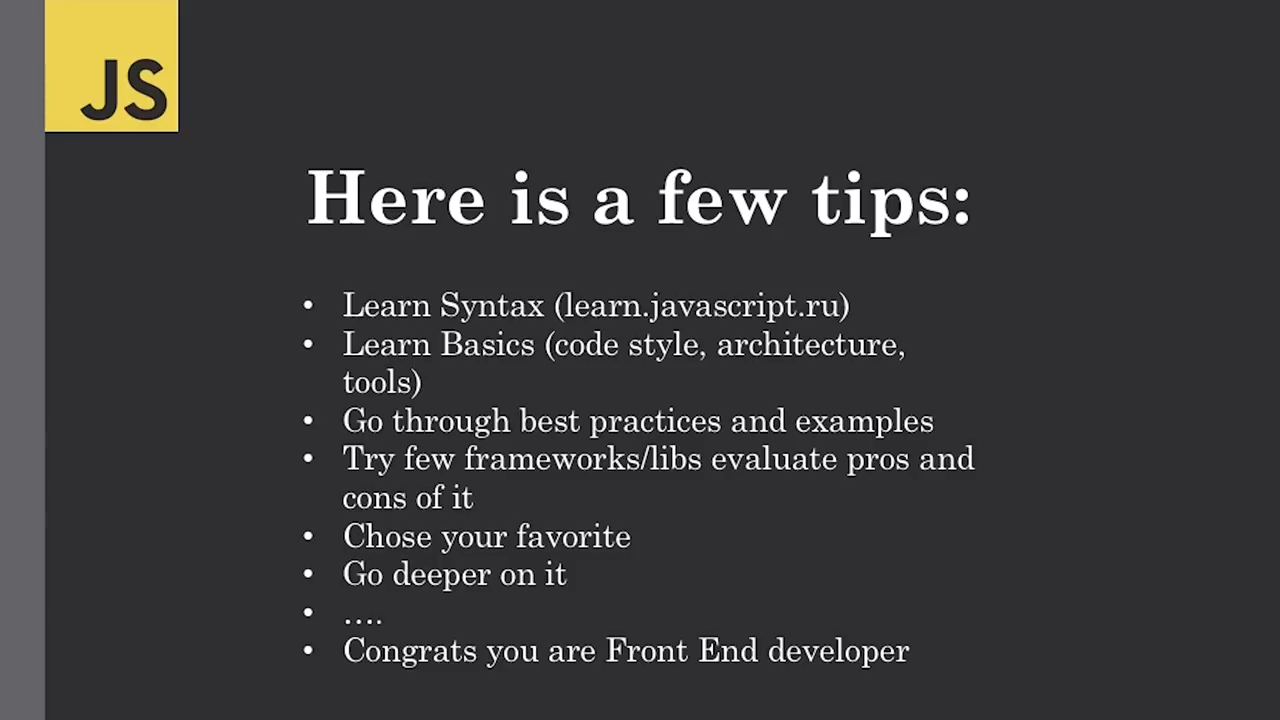 JS
Here is a few tips:
• Learn Syntax (learn.javascript.ru)
• Learn Basics (code style, architecture,
tools)
• Go through best practices and examples
• Try few frameworks/libs evaluate pros and
cons of it
• Chose your favorite
• Go deeper on it
• ....
• Congrats you are Front End developer